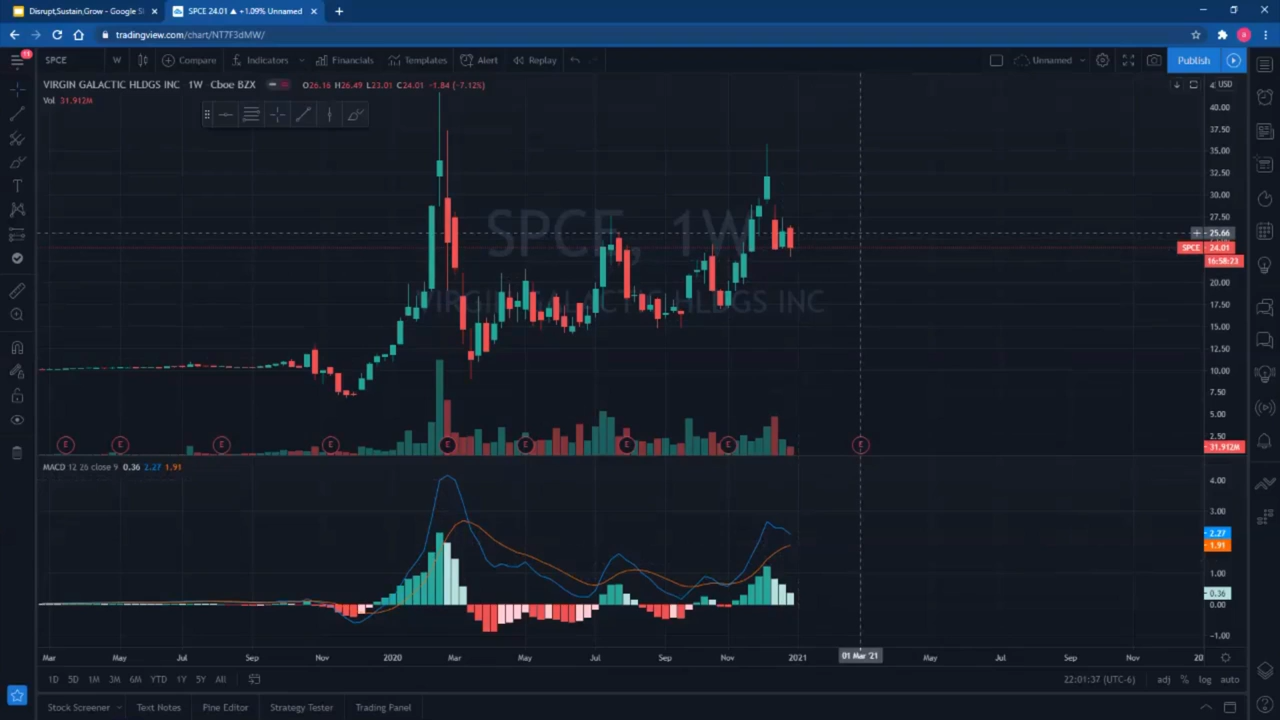 Disrupt,Sustain,Grow - Google Sl
SPCE 24.01 ▲ +1.09% Unnamed
tradingview.com/chart/NT7F3dMW/
11
SPCE W Compare Indicators Financials Templates Alert Replay Unnamed Publish
VIRGIN GALACTIC HLDGS INC 1W Cboe BZX O26.16 H26.49 L23.01 C24.01 -1.84 (-7.12%)
USD
Vol 31.912M
40.00
37.50
35.00
32.50
30.00
27.50
SPCE, 1W
25.66
SPCE 24.01
16:58:23
20.00
VIRGIN GALACTIC HLDGS INC
17.50
15.00
12.50
10.00
7.50
5.00
2.50
E E E E E E E E E
31.912M
MACD 12 26 close 9 0.36 2.27 1.91
4.00
3.00
2.27
1.91
1.00
0.36
0.00
-1.00
Mar May Jul Sep Nov 2020 Mar May Jul Sep Nov 2021 01 Mar '21 May Jul Sep Nov 20
1D 5D 1M 3M 6M YTD 1Y 5Y All 22:01:37 (UTC-6) adj % log auto
Stock Screener Text Notes Pine Editor Strategy Tester Trading Panel